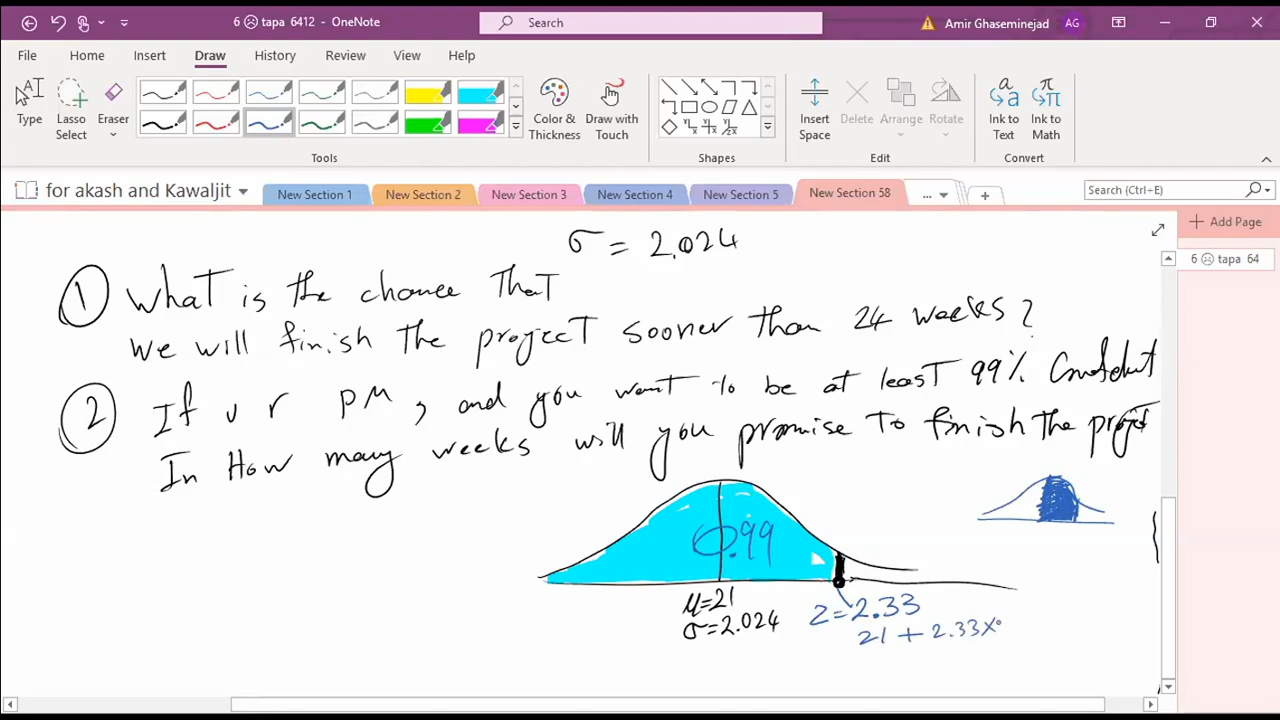 6 ☹ tapa 6412 - OneNote
Search
Amir Ghaseminejad AG
File Home Insert Draw History Review View Help
Type
Lasso Select
Eraser
Color & Thickness
Draw with Touch
Insert Space
Delete
Arrange
Rotate
Ink to Text
Ink to Math
Tools
Shapes
Edit
Convert
for akash and Kawaljit
New Section 1 New Section 2 New Section 3 New Section 4 New Section 5 New Section 58 ... +
Search (Ctrl+E)
Add Page
6 ☹ tapa 64
σ = 2.024
① What is the chance that
We will finish the project sooner than 24 weeks?
② If u r PM, and you want to be at least 99% Confident
In How many weeks will you promise to finish the project
0.99
μ=21
σ=2.024
z=2.33
21 + 2.33×